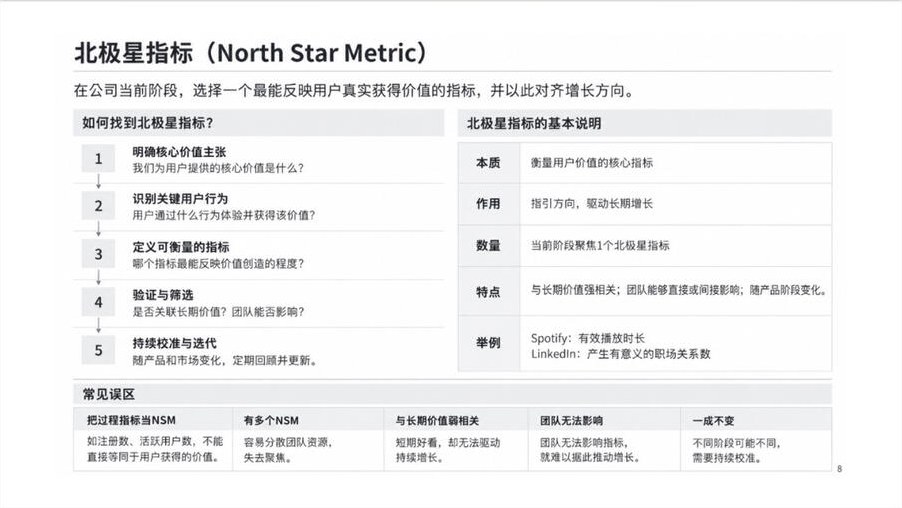 北极星指标（North Star Metric）
在公司当前阶段，选择一个最能反映用户真实获得价值的指标，并以此对齐增长方向。
如何找到北极星指标？
1
明确核心价值主张
我们为用户提供的核心价值是什么？
2
识别关键用户行为
用户通过什么行为体验并获得该价值？
3
定义可衡量的指标
哪个指标最能反映价值创造的程度？
4
验证与筛选
是否关联长期价值？团队能否影响？
5
持续校准与迭代
随产品和市场变化，定期回顾并更新。
北极星指标的基本说明
本质
衡量用户价值的核心指标
作用
指引方向，驱动长期增长
数量
当前阶段聚焦1个北极星指标
特点
与长期价值强相关；团队能够直接或间接影响；随产品阶段变化。
举例
Spotify：有效播放时长
LinkedIn：产生有意义的职场关系数
常见误区
把过程指标当NSM
如注册数、活跃用户数，不能
直接等同于用户获得的价值。
有多个NSM
容易分散团队资源，
失去聚焦。
与长期价值弱相关
短期好看，却无法驱动
持续增长。
团队无法影响
团队无法影响指标，
就难以据此推动增长。
一成不变
不同阶段可能不同，
需要持续校准。
8